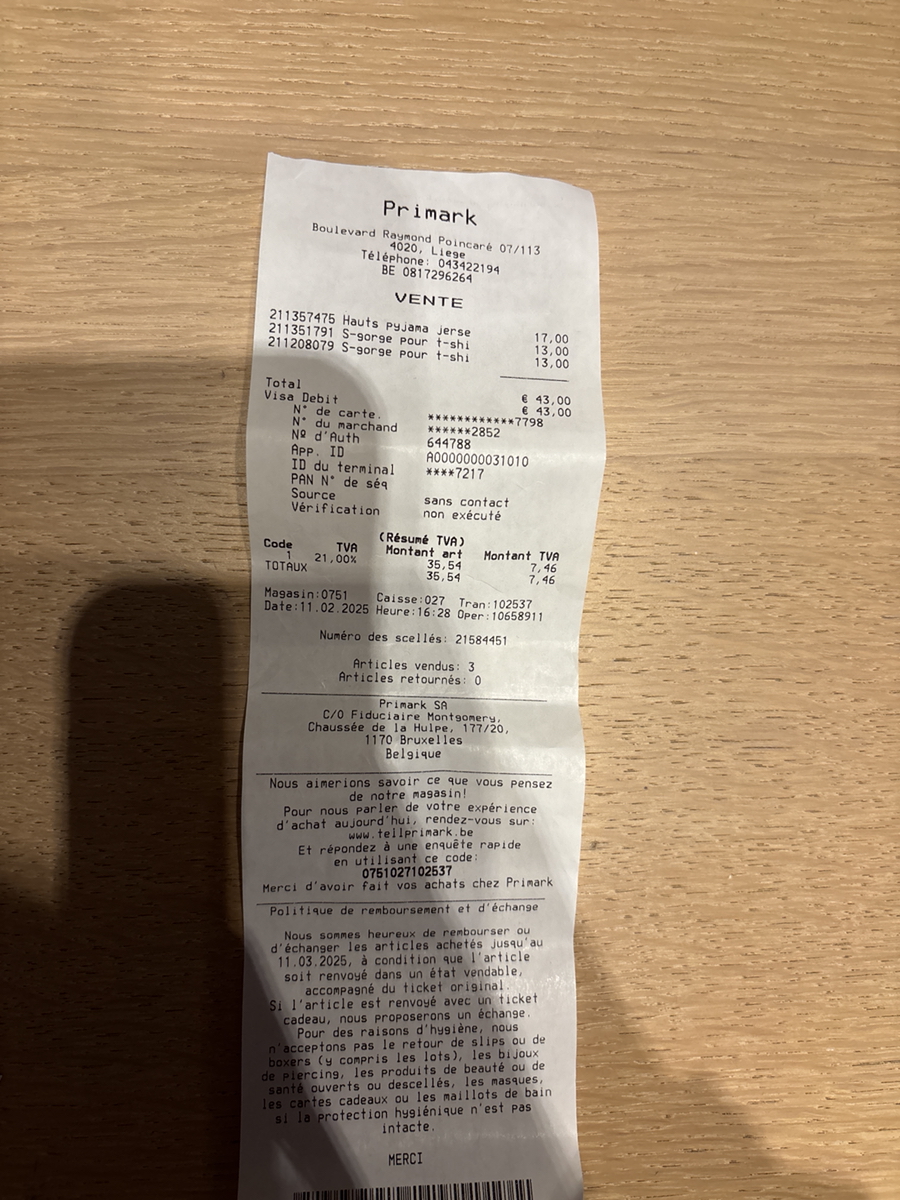 Primark
Boulevard Raymond Poincaré 07/113
4020, Liege
Téléphone: 043422194
BE 0817296264
VENTE
211357475 Hauts pyjama jerse 17,00
211351791 S-gorge pour t-shi 13,00
211208079 S-gorge pour t-shi 13,00
Total € 43,00
Visa Debit € 43,00
N° de carte. ************7798
N° du marchand ******2852
Nº d'Auth 644788
App. ID A0000000031010
ID du terminal ****7217
PAN N° de séq
Source sans contact
Vérification non exécuté
(Résumé TVA)
Code TVA Montant art Montant TVA
1 21,00% 35,54 7,46
TOTAUX 35,54 7,46
Magasin:0751 Caisse:027 Tran:102537
Date:11.02.2025 Heure:16:28 Oper:10658911
Numéro des scellés: 21584451
Articles vendus: 3
Articles retournés: 0
Primark SA
C/O Fiduciaire Montgomery,
Chaussée de la Hulpe, 177/20,
1170 Bruxelles
Belgique
Nous aimerions savoir ce que vous pensez
de notre magasin!
Pour nous parler de votre expérience
d'achat aujourd'hui, rendez-vous sur:
www.tellprimark.be
Et répondez à une enquête rapide
en utilisant ce code:
0751027102537
Merci d'avoir fait vos achats chez Primark
Politique de remboursement et d'échange
Nous sommes heureux de rembourser ou
d'échanger les articles achetés jusqu'au
11.03.2025, à condition que l'article
soit renvoyé dans un état vendable,
accompagné du ticket original.
Si l'article est renvoyé avec un ticket
cadeau, nous proposerons un échange.
Pour des raisons d'hygiène, nous
n'acceptons pas le retour de slips ou de
boxers (y compris les lots), les bijoux
de piercing, les produits de beauté ou de
santé ouverts ou descellés, les masques,
les cartes cadeaux ou les maillots de bain
si la protection hygiénique n'est pas
intacte.
MERCI